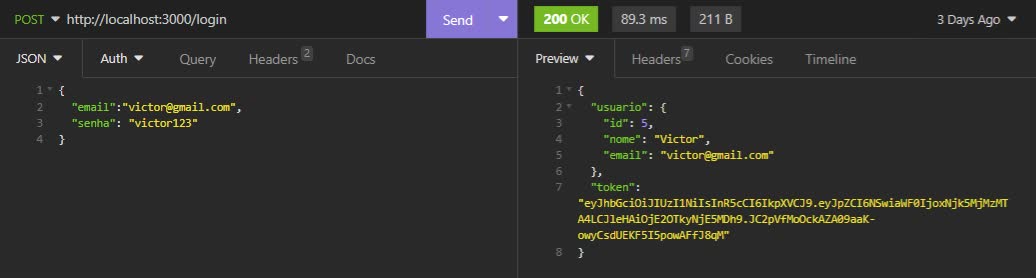 POST http://localhost:3000/login Send
200 OK 89.3 ms 211 B 3 Days Ago
JSON Auth Query Headers 2 Docs
Preview Headers 7 Cookies Timeline
1 {
2 "email":"victor@gmail.com",
3 "senha": "victor123"
4 }
1 {
2 "usuario": {
3 "id": 5,
4 "nome": "Victor",
5 "email": "victor@gmail.com"
6 },
7 "token":
"eyJhbGciOiJIUzI1NiIsInR5cCI6IkpXVCJ9.eyJpZCI6NSwiaWF0IjoxNjk5MjMzMT
A4LCJleHAiOjE2OTkyNjE5MDh9.JC2pVfMoOckAZA09aaK-
owyCsdUEKF5I5powAFfJ8qM"
8 }